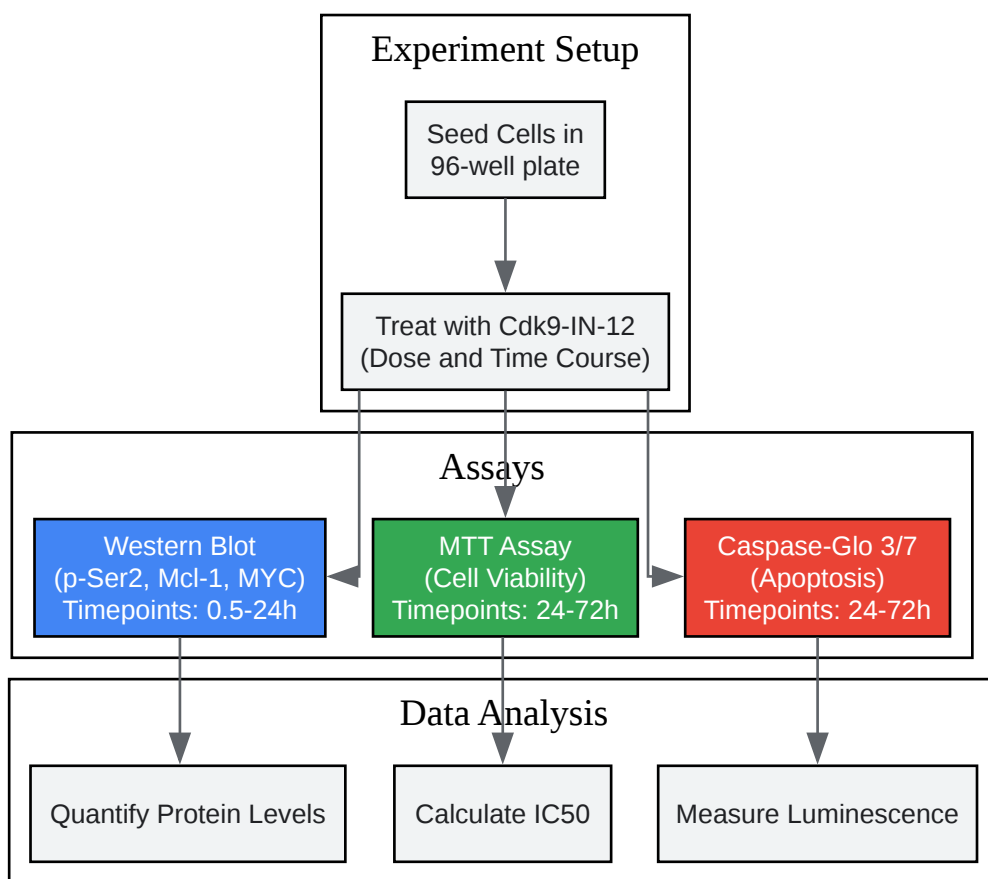 Experiment Setup
Seed Cells in
96-well plate
Treat with Cdk9-IN-12
(Dose and Time Course)
Assays
Western Blot
(p-Ser2, Mcl-1, MYC)
Timepoints: 0.5-24h
MTT Assay
(Cell Viability)
Timepoints: 24-72h
Caspase-Glo 3/7
(Apoptosis)
Timepoints: 24-72h
Data Analysis
Quantify Protein Levels
Calculate IC50
Measure Luminescence